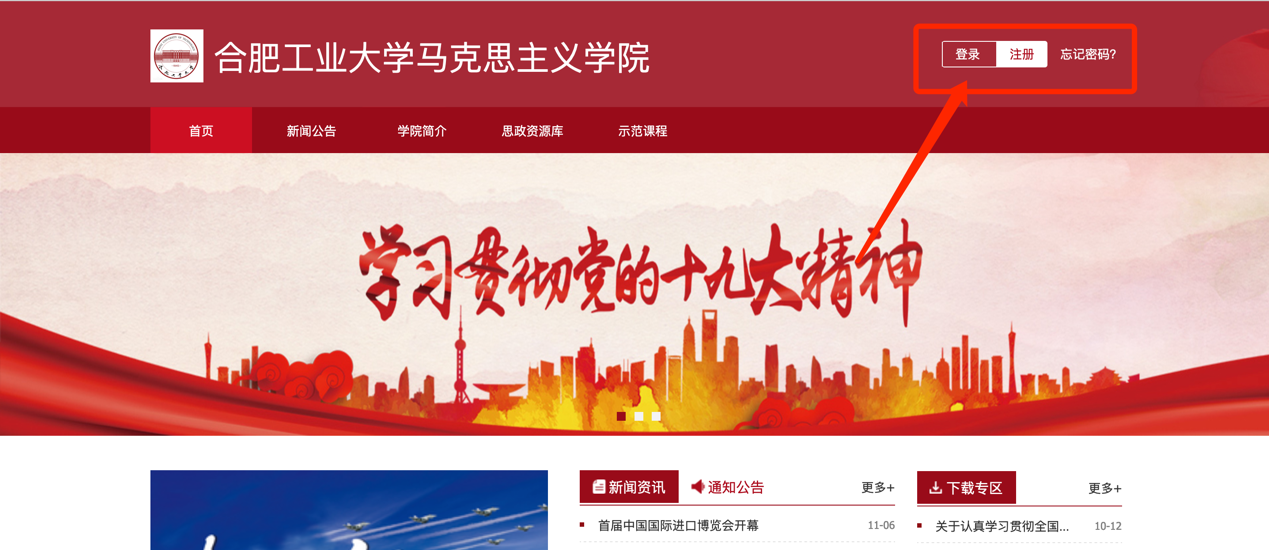 合肥工业大学马克思主义学院
登录 注册 忘记密码?
首页 新闻公告 学院简介 思政资源库 示范课程
学习贯彻党的十九大精神
新闻资讯 通知公告 更多+
下载专区 更多+
首届中国国际进口博览会开幕 11-06
关于认真学习贯彻全国... 10-12